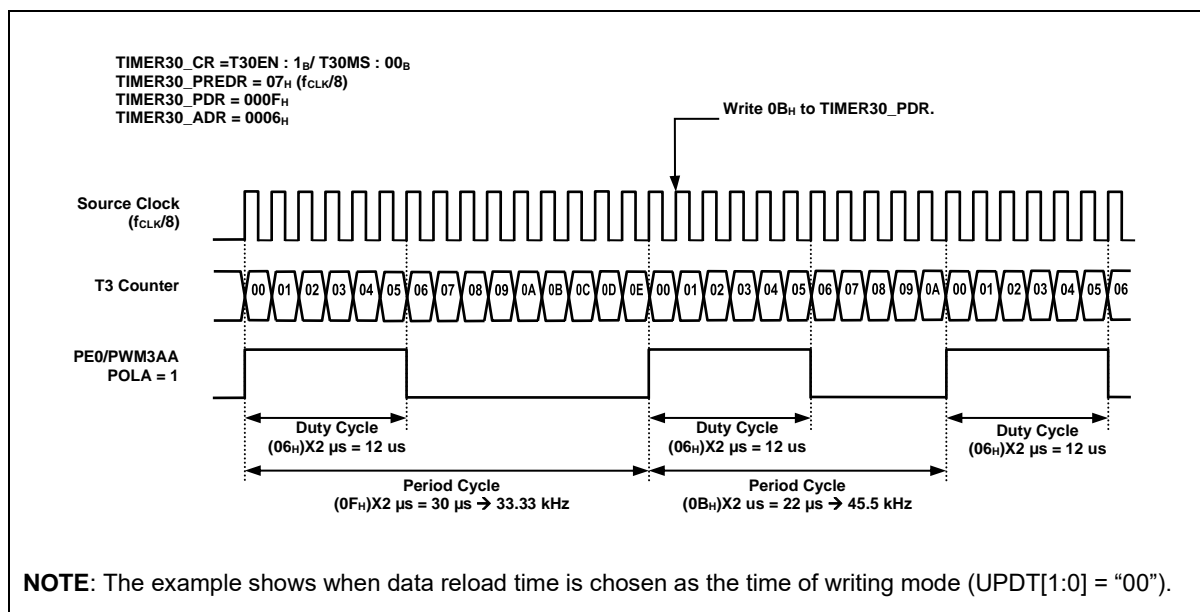 TIMER30_CR =T30EN : 1B/ T30MS : 00B
TIMER30_PREDR = 07H (fCLK/8)
TIMER30_PDR = 000FH
TIMER30_ADR = 0006H
Write 0BH to TIMER30_PDR.
Source Clock
(fCLK/8)
T3 Counter
00 01 02 03 04 05 06 07 08 09 0A 0B 0C 0D 0E 00 01 02 03 04 05 06 07 08 09 0A 00 01 02 03 04 05 06
PE0/PWM3AA
POLA = 1
Duty Cycle
(06H)X2 µs = 12 us
Duty Cycle
(06H)X2 µs = 12 us
Duty Cycle
(06H)X2 µs = 12 us
Period Cycle
(0FH)X2 µs = 30 µs → 33.33 kHz
Period Cycle
(0BH)X2 us = 22 µs → 45.5 kHz
NOTE: The example shows when data reload time is chosen as the time of writing mode (UPDT[1:0] = “00”).